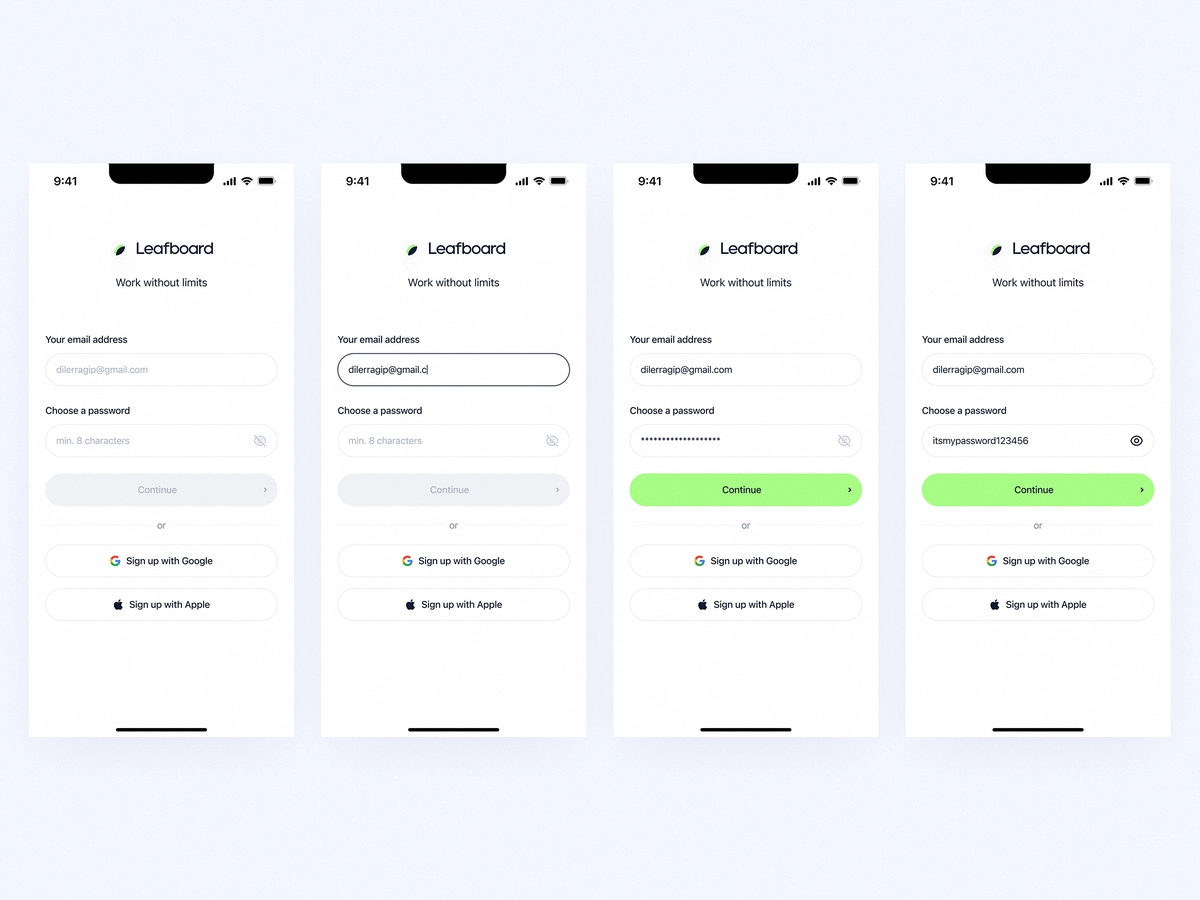 9:41
Leafboard
Work without limits
Your email address
dilerragip@gmail.com
Choose a password
min. 8 characters
Continue
or
Sign up with Google
Sign up with Apple
9:41
Leafboard
Work without limits
Your email address
dilerragip@gmail.c
Choose a password
min. 8 characters
Continue
or
Sign up with Google
Sign up with Apple
9:41
Leafboard
Work without limits
Your email address
dilerragip@gmail.com
Choose a password
*******************
Continue
or
Sign up with Google
Sign up with Apple
9:41
Leafboard
Work without limits
Your email address
dilerragip@gmail.com
Choose a password
itsmypassword123456
Continue
or
Sign up with Google
Sign up with Apple